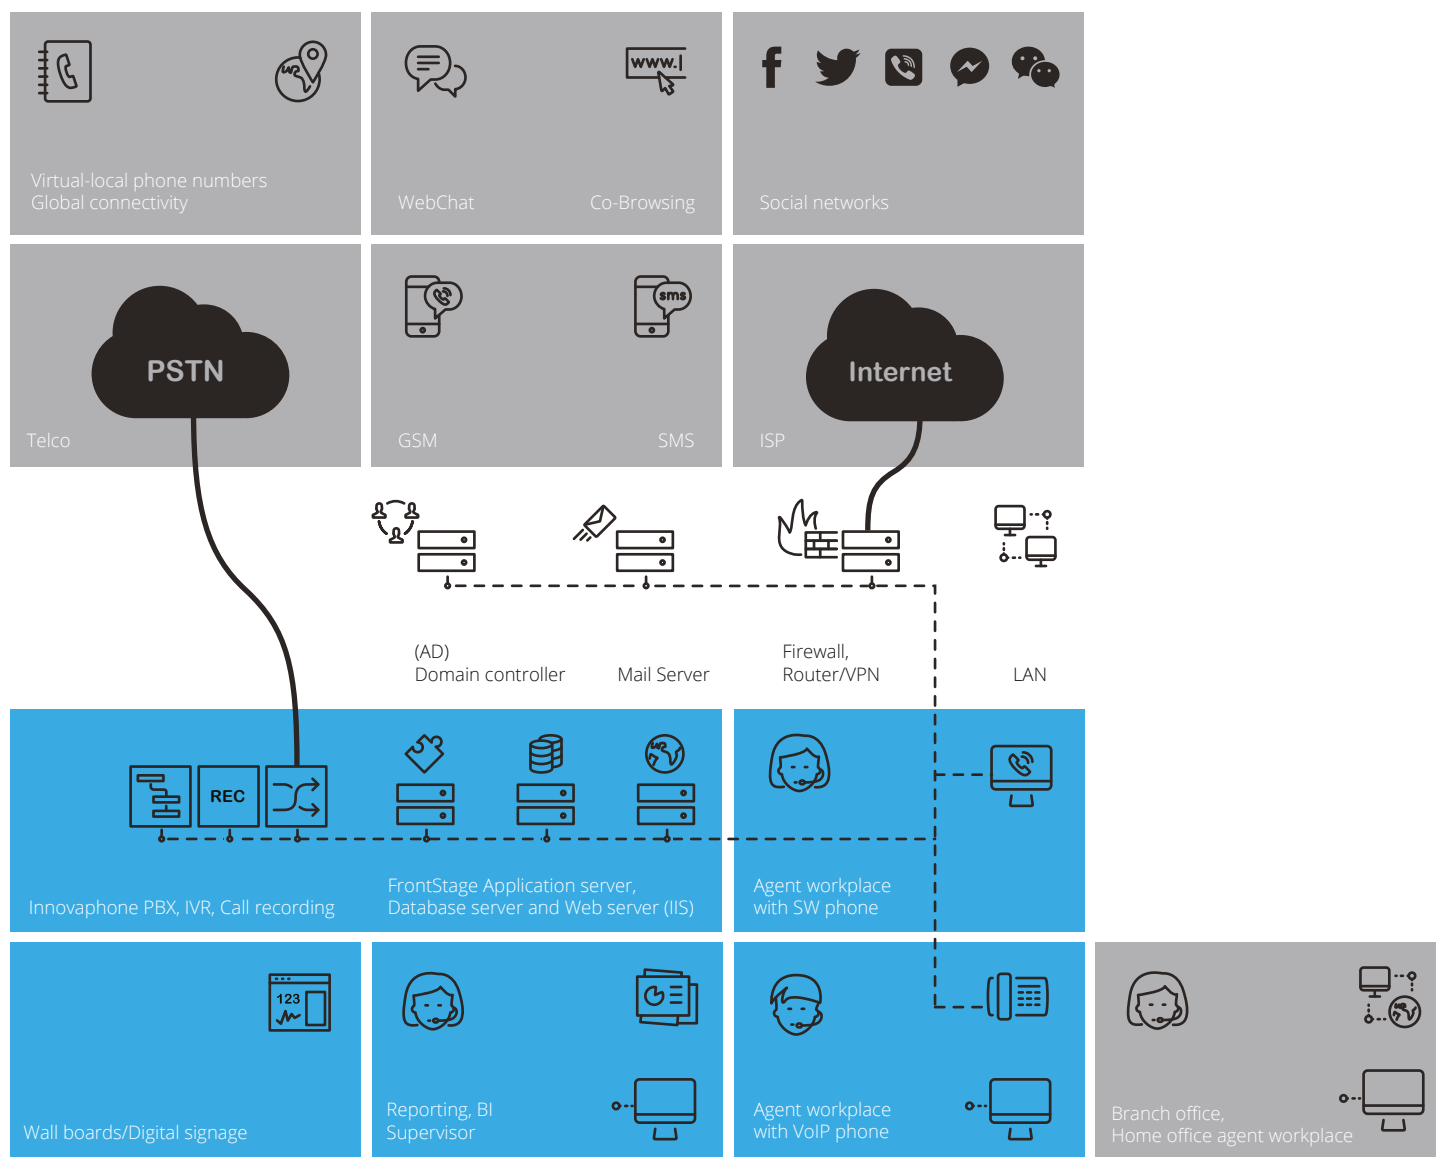 www.
Virtual-local phone numbers
Global connectivity
WebChat
Co-Browsing
Social networks
PSTN
Telco
GSM
sms
SMS
Internet
ISP
(AD)
Domain controller
Mail Server
Firewall,
Router/VPN
LAN
REC
Innovaphone PBX, IVR, Call recording
FrontStage Application server,
Database server and Web server (IIS)
Agent workplace
with SW phone
123
Wall boards/Digital signage
Reporting, BI
Supervisor
Agent workplace
with VoIP phone
Branch office,
Home office agent workplace